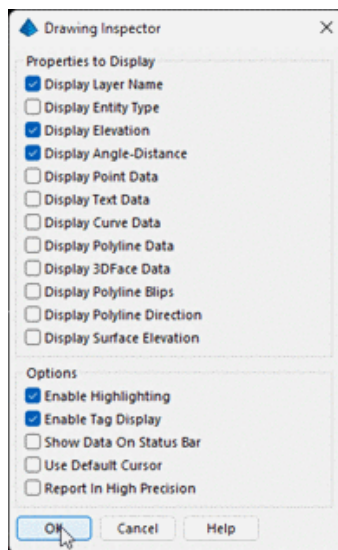 Drawing Inspector
Properties to Display
Display Layer Name
Display Entity Type
Display Elevation
Display Angle-Distance
Display Point Data
Display Text Data
Display Curve Data
Display Polyline Data
Display 3DFace Data
Display Polyline Blips
Display Polyline Direction
Display Surface Elevation
Options
Enable Highlighting
Enable Tag Display
Show Data On Status Bar
Use Default Cursor
Report In High Precision
OK Cancel Help